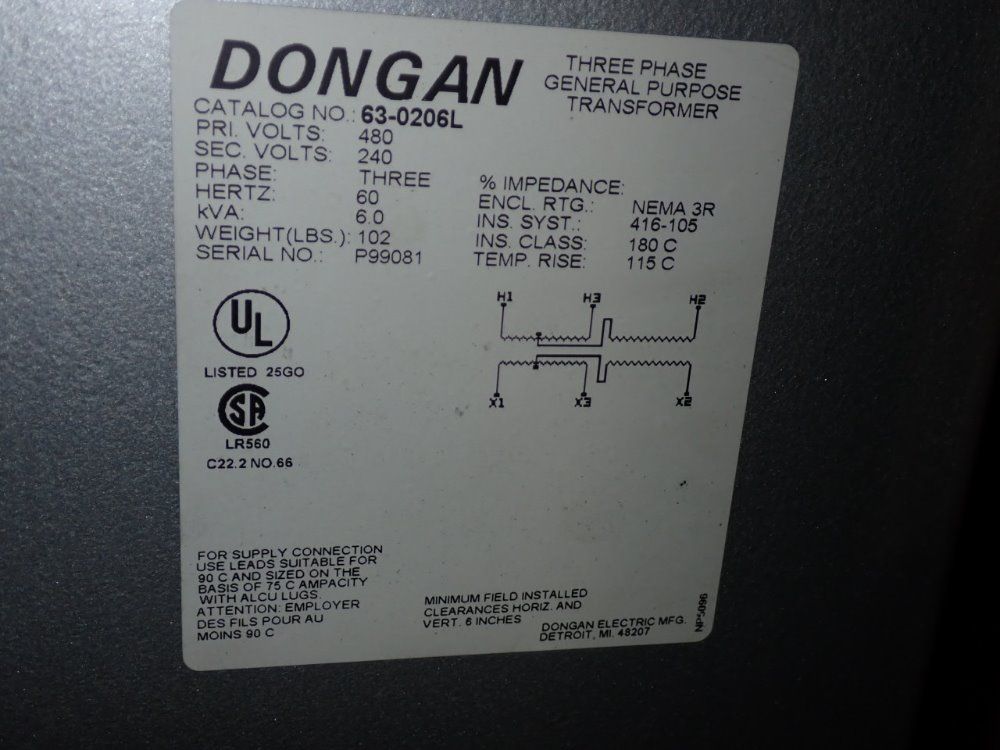 DONGAN
THREE PHASE
GENERAL PURPOSE
TRANSFORMER
CATALOG NO.: 63-0206L
PRI. VOLTS: 480
SEC. VOLTS: 240
PHASE: THREE
HERTZ: 60
kVA: 6.0
WEIGHT(LBS.): 102
SERIAL NO.: P99081
% IMPEDANCE:
ENCL. RTG.: NEMA 3R
INS. SYST.: 416-105
INS. CLASS: 180 C
TEMP. RISE: 115 C
H1 H3 H2
X1 X3 X2
UL
LISTED 25GO
SA
LR560
C22.2 NO.66
FOR SUPPLY CONNECTION
USE LEADS SUITABLE FOR
90 C AND SIZED ON THE
BASIS OF 75 C AMPACITY
WITH ALCU LUGS.
ATTENTION: EMPLOYER
DES FILS POUR AU
MOINS 90 C
MINIMUM FIELD INSTALLED
CLEARANCES HORIZ. AND
VERT. 6 INCHES
DONGAN ELECTRIC MFG.
DETROIT, MI. 48207
NP5096